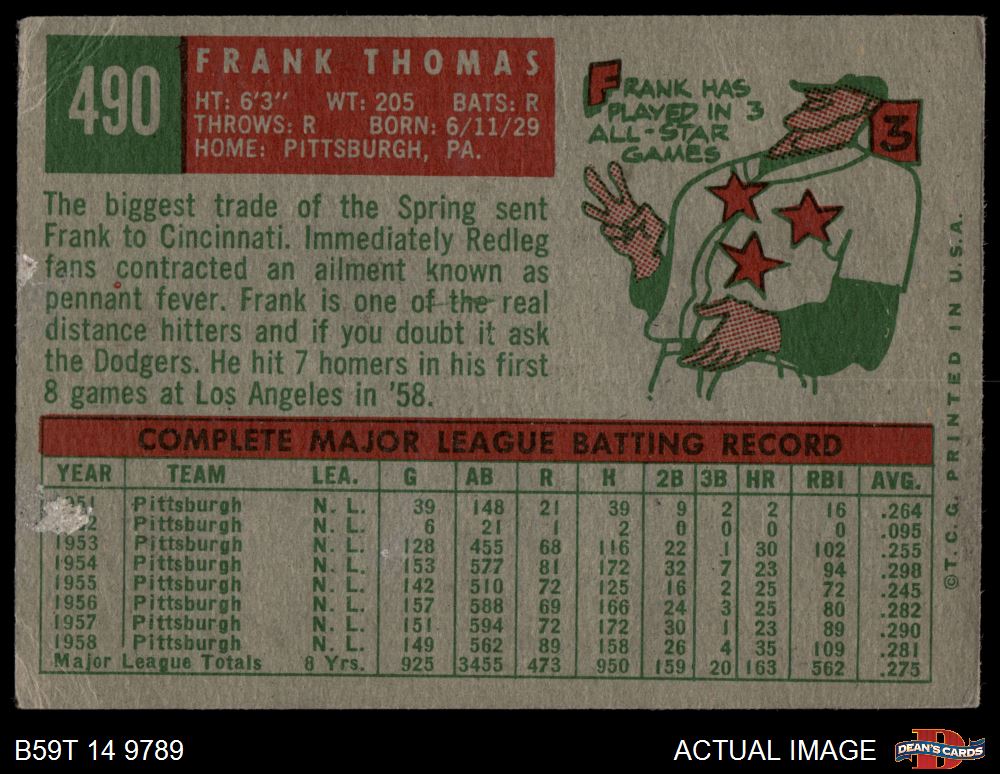 490
FRANK THOMAS
HT: 6'3" WT: 205 BATS: R
THROWS: R BORN: 6/11/29
HOME: PITTSBURGH, PA.
FRANK HAS
PLAYED IN 3
ALL-STAR
GAMES
3
The biggest trade of the Spring sent
Frank to Cincinnati. Immediately Redleg
fans contracted an ailment known as
pennant fever. Frank is one of the real
distance hitters and if you doubt it ask
the Dodgers. He hit 7 homers in his first
8 games at Los Angeles in '58.
COMPLETE MAJOR LEAGUE BATTING RECORD
YEAR TEAM LEA. G AB R H 2B 3B HR RBI AVG.
1951 Pittsburgh N. L. 39 148 21 39 9 2 2 16 .264
Pittsburgh N. L. 6 21 1 2 0 0 0 0 .095
1953 Pittsburgh N. L. 128 455 68 116 22 1 30 102 .255
1954 Pittsburgh N. L. 153 577 81 172 32 7 23 94 .298
1955 Pittsburgh N. L. 142 510 72 125 16 2 25 72 .245
1956 Pittsburgh N. L. 157 588 69 166 24 3 25 80 .282
1957 Pittsburgh N. L. 151 594 72 172 30 1 23 89 .290
1958 Pittsburgh N. L. 149 562 89 158 26 4 35 109 .281
Major League Totals 8 Yrs. 925 3455 473 950 159 20 163 562 .275
©T. C. G. PRINTED IN U.S.A.
B59T 14 9789
ACTUAL IMAGE
DEAN'S CARDS